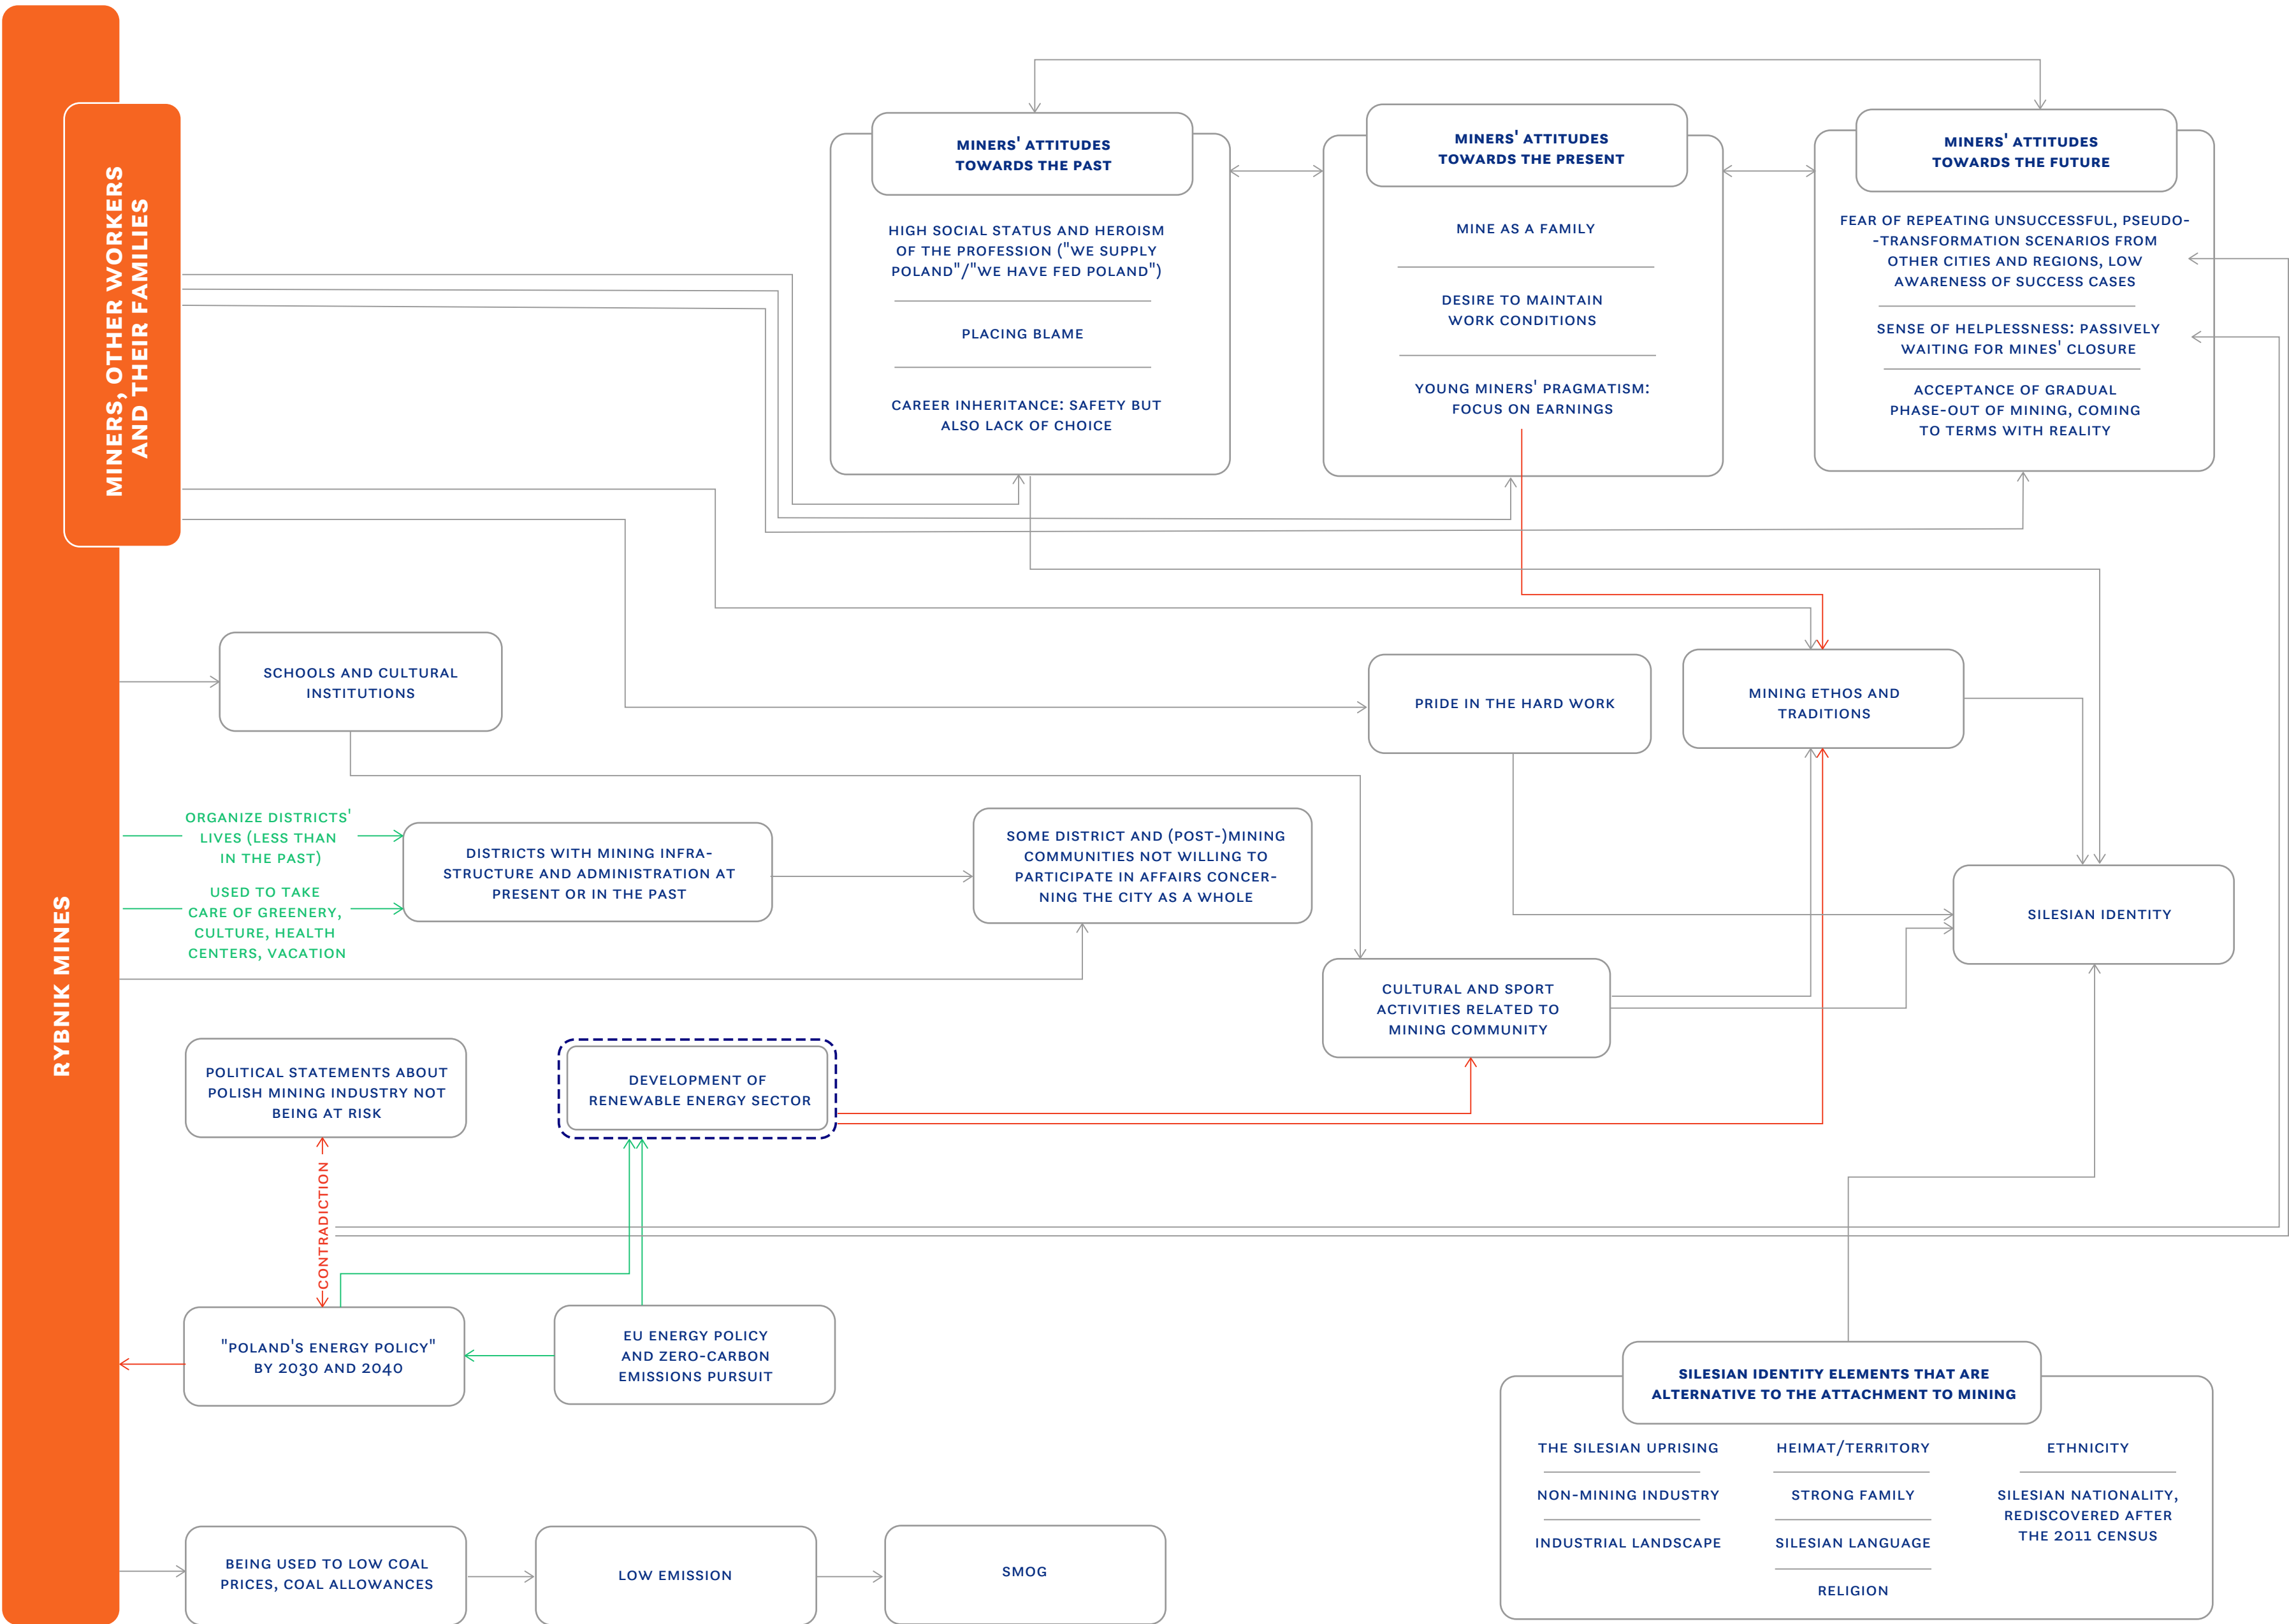 RYBNIK MINES
MINERS, OTHER WORKERS
AND THEIR FAMILIES
MINERS' ATTITUDES
TOWARDS THE PAST
HIGH SOCIAL STATUS AND HEROISM
OF THE PROFESSION ("WE SUPPLY
POLAND"/"WE HAVE FED POLAND")
PLACING BLAME
CAREER INHERITANCE: SAFETY BUT
ALSO LACK OF CHOICE
MINERS' ATTITUDES
TOWARDS THE PRESENT
MINE AS A FAMILY
DESIRE TO MAINTAIN
WORK CONDITIONS
YOUNG MINERS' PRAGMATISM:
FOCUS ON EARNINGS
MINERS' ATTITUDES
TOWARDS THE FUTURE
FEAR OF REPEATING UNSUCCESSFUL, PSEUDO-
-TRANSFORMATION SCENARIOS FROM
OTHER CITIES AND REGIONS, LOW
AWARENESS OF SUCCESS CASES
SENSE OF HELPLESSNESS: PASSIVELY
WAITING FOR MINES' CLOSURE
ACCEPTANCE OF GRADUAL
PHASE-OUT OF MINING, COMING
TO TERMS WITH REALITY
SCHOOLS AND CULTURAL
INSTITUTIONS
PRIDE IN THE HARD WORK
MINING ETHOS AND
TRADITIONS
ORGANIZE DISTRICTS'
LIVES (LESS THAN
IN THE PAST)
USED TO TAKE
CARE OF GREENERY,
CULTURE, HEALTH
CENTERS, VACATION
DISTRICTS WITH MINING INFRA-
STRUCTURE AND ADMINISTRATION AT
PRESENT OR IN THE PAST
SOME DISTRICT AND (POST-)MINING
COMMUNITIES NOT WILLING TO
PARTICIPATE IN AFFAIRS CONCER-
NING THE CITY AS A WHOLE
SILESIAN IDENTITY
CULTURAL AND SPORT
ACTIVITIES RELATED TO
MINING COMMUNITY
POLITICAL STATEMENTS ABOUT
POLISH MINING INDUSTRY NOT
BEING AT RISK
DEVELOPMENT OF
RENEWABLE ENERGY SECTOR
CONTRADICTION
"POLAND'S ENERGY POLICY"
BY 2030 AND 2040
EU ENERGY POLICY
AND ZERO-CARBON
EMISSIONS PURSUIT
SILESIAN IDENTITY ELEMENTS THAT ARE
ALTERNATIVE TO THE ATTACHMENT TO MINING
THE SILESIAN UPRISING
NON-MINING INDUSTRY
INDUSTRIAL LANDSCAPE
HEIMAT/TERRITORY
STRONG FAMILY
SILESIAN LANGUAGE
RELIGION
ETHNICITY
SILESIAN NATIONALITY,
REDISCOVERED AFTER
THE 2011 CENSUS
BEING USED TO LOW COAL
PRICES, COAL ALLOWANCES
LOW EMISSION
SMOG